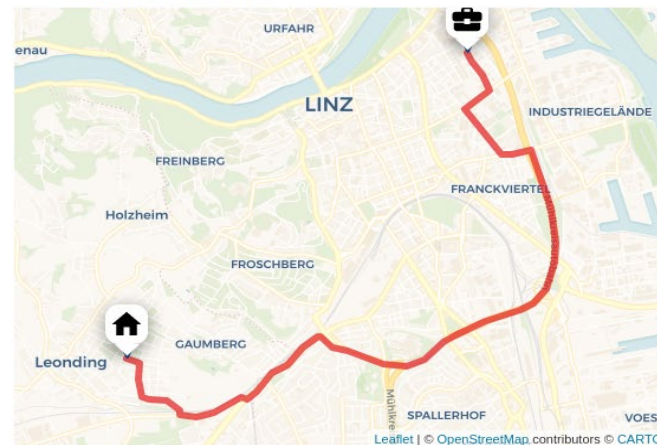 URFAHR
enau
LINZ
INDUSTRIEGELÄNDE
FREINBERG
FRANCKVIERTEL
Holzheim
FROSCHBERG
GAUMBERG
Leonding
Mühlkre
SPALLERHOF
VOES
Leaflet | © OpenStreetMap contributors © CARTO